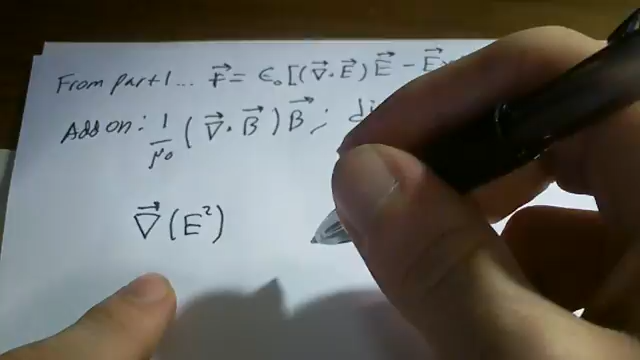 From part 1... F⃗ = ϵ₀[(∇⃗·E⃗)E⃗ - E⃗×
Add on: 1/μ₀ (∇⃗·B⃗)B⃗;
∇⃗(E²)